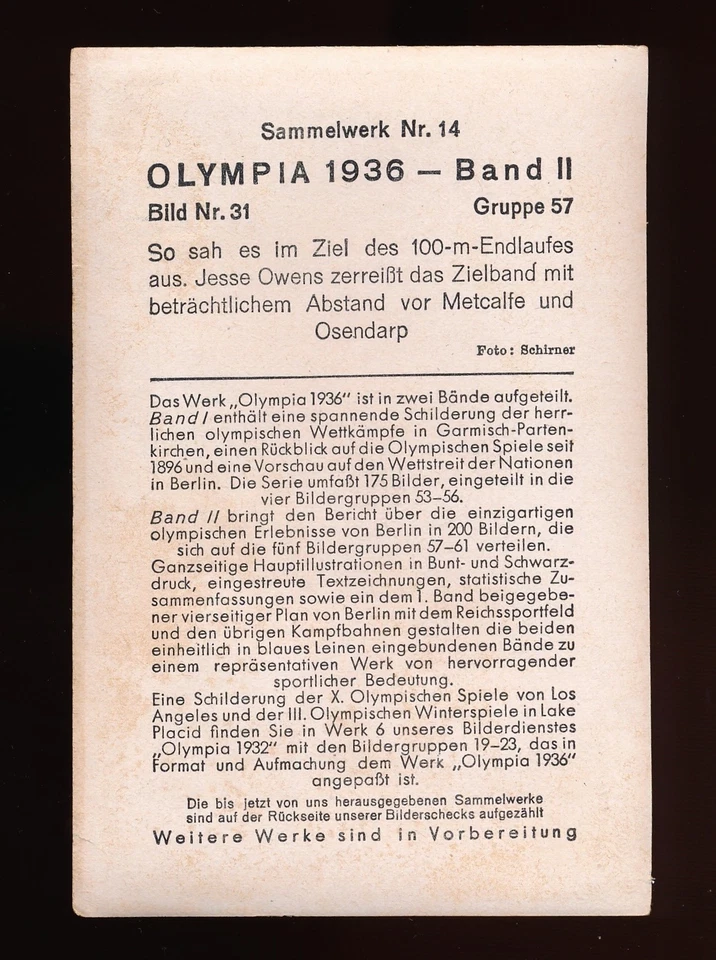 Sammelwerk Nr. 14
OLYMPIA 1936 — Band II
Bild Nr. 31 Gruppe 57
So sah es im Ziel des 100-m-Endlaufes
aus. Jesse Owens zerreißt das Zielband mit
beträchtlichem Abstand vor Metcalfe und
Osendarp
Foto: Schirner
Das Werk „Olympia 1936“ ist in zwei Bände aufgeteilt.
Band I enthält eine spannende Schilderung der herr-
lichen olympischen Wettkämpfe in Garmisch-Parten-
kirchen, einen Rückblick auf die Olympischen Spiele seit
1896 und eine Vorschau auf den Wettstreit der Nationen
in Berlin. Die Serie umfaßt 175 Bilder, eingeteilt in die
vier Bildergruppen 53–56.
Band II bringt den Bericht über die einzigartigen
olympischen Erlebnisse von Berlin in 200 Bildern, die
sich auf die fünf Bildergruppen 57–61 verteilen.
Ganzseitige Hauptillustrationen in Bunt- und Schwarz-
druck, eingestreute Textzeichnungen, statistische Zu-
sammenfassungen sowie ein dem 1. Band beigegebe-
ner vierseitiger Plan von Berlin mit dem Reichssportfeld
und den übrigen Kampfbahnen gestalten die beiden
einheitlich in blaues Leinen eingebundenen Bände zu
einem repräsentativen Werk von hervorragender
sportlicher Bedeutung.
Eine Schilderung der X. Olympischen Spiele von Los
Angeles und der III. Olympischen Winterspiele in Lake
Placid finden Sie in Werk 6 unseres Bilderdienstes
„Olympia 1932“ mit den Bildergruppen 19–23, das in
Format und Aufmachung dem Werk „Olympia 1936“
angepaßt ist.
Die bis jetzt von uns herausgegebenen Sammelwerke
sind auf der Rückseite unserer Bilderschecks aufgezählt
Weitere Werke sind in Vorbereitung